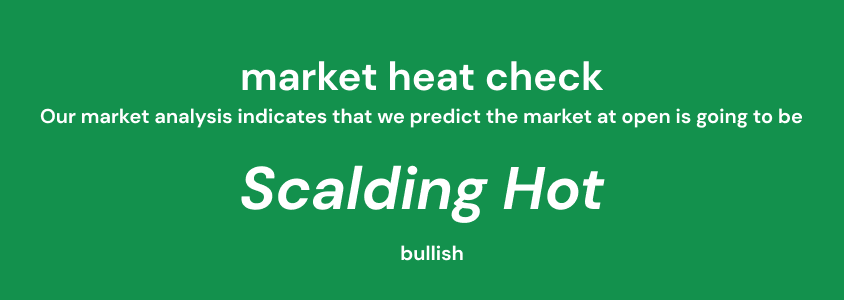 market heat check
Our market analysis indicates that we predict the market at open is going to be
Scalding Hot
bullish